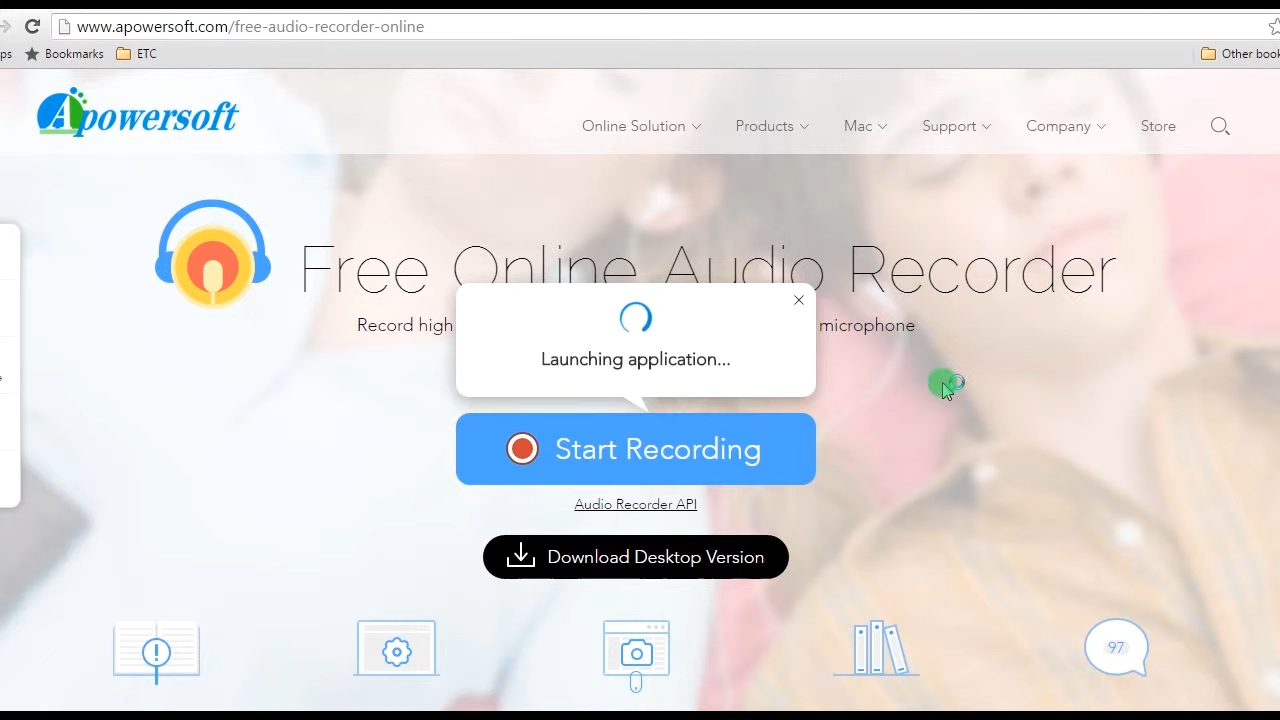 www.apowersoft.com/free-audio-recorder-online
ps Bookmarks ETC Other book
Apowersoft
Online Solution Products Mac Support Company Store
Free Online Audio Recorder
Record high microphone
Launching application...
Start Recording
Audio Recorder API
Download Desktop Version
97